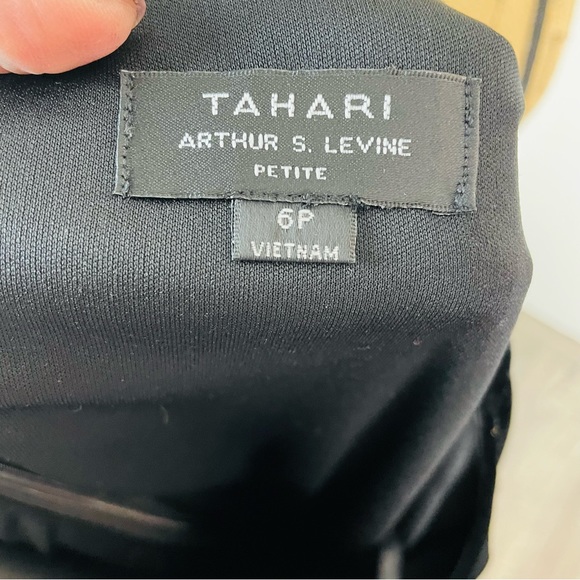 TAHARI
ARTHUR S. LEVINE
PETITE
6P
VIETNAM